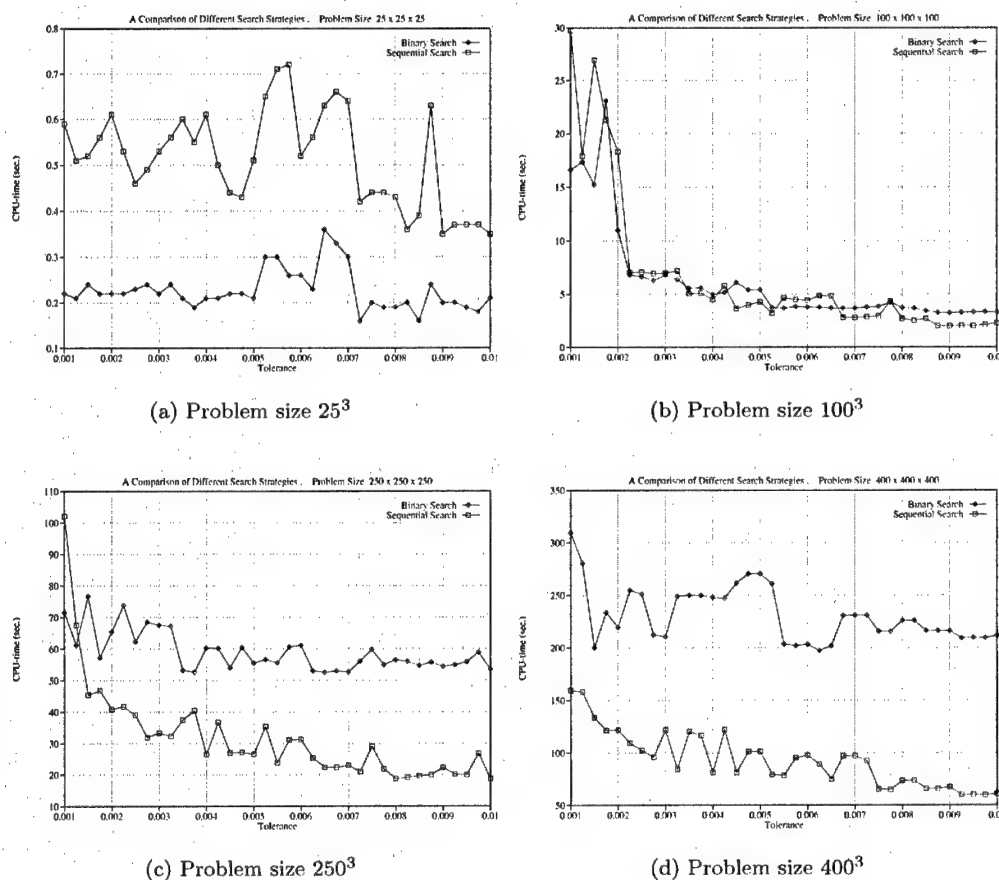 A Comparison of Different Search Strategies. Problem Size 25 x 25 x 25
0.8
0.7
0.6
0.5
0.4
0.3
0.2
0.1
CPU-time (sec.)
Binary Search
Sequential Search
0.001 0.002 0.003 0.004 0.005 0.006 0.007 0.008 0.009 0.01
Tolerance
(a) Problem size 25³
A Comparison of Different Search Strategies. Problem Size 100 x 100 x 100
30
25
20
15
10
5
0
CPU-time (sec.)
Binary Search
Sequential Search
0.001 0.002 0.003 0.004 0.005 0.006 0.007 0.008 0.009 0.0
Tolerance
(b) Problem size 100³
A Comparison of Different Search Strategies. Problem Size 250 x 250 x 250
110
100
90
80
70
60
50
40
30
20
10
CPU-time (sec.)
Binary Search
Sequential Search
0.001 0.002 0.003 0.004 0.005 0.006 0.007 0.008 0.009 0.01
Tolerance
(c) Problem size 250³
A Comparison of Different Search Strategies. Problem Size 400 x 400 x 400
350
300
250
200
150
100
50
CPU-time (sec.)
Binary Search
Sequential Search
0.001 0.002 0.003 0.004 0.005 0.006 0.007 0.008 0.009 0.01
Tolerance
(d) Problem size 400³